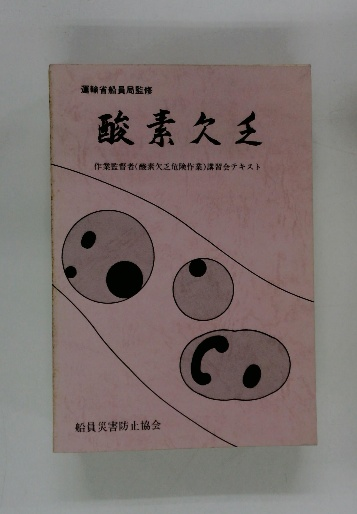 運輸省船員局監修
酸素欠乏
作業監督者(酸素欠乏危険作業)講習会テキスト
船員災害防止協会